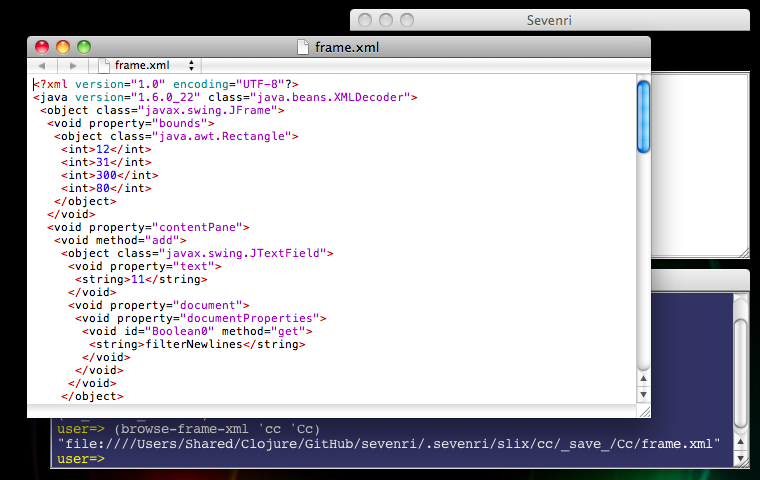 Sevenri
frame.xml
frame.xml
<?xml version="1.0" encoding="UTF-8"?>
<java version="1.6.0_22" class="java.beans.XMLDecoder">
<object class="javax.swing.JFrame">
<void property="bounds">
<object class="java.awt.Rectangle">
<int>12</int>
<int>31</int>
<int>300</int>
<int>80</int>
</object>
</void>
<void property="contentPane">
<void method="add">
<object class="javax.swing.JTextField">
<void property="text">
<string>11</string>
</void>
<void property="document">
<void property="documentProperties">
<void id="Boolean0" method="get">
<string>filterNewlines</string>
</void>
</void>
</void>
</object>
user=> (browse-frame-xml 'cc 'Cc)
"file:////Users/Shared/Clojure/GitHub/sevenri/.sevenri/slix/cc/_save_/Cc/frame.xml"
user=>